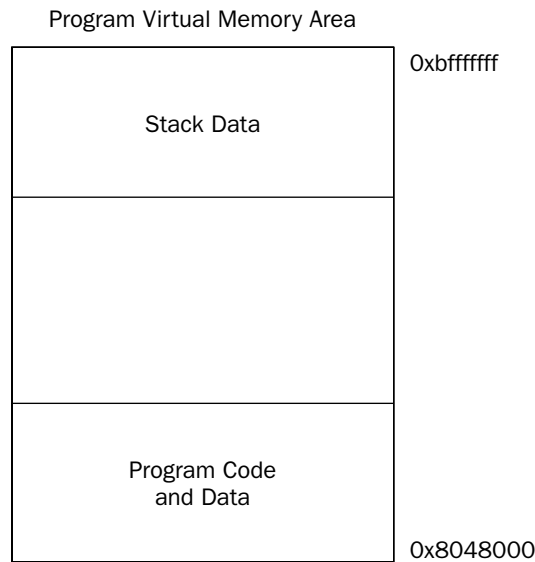 Program Virtual Memory Area
0xbfffffff
Stack Data
Program Code
and Data
0x8048000